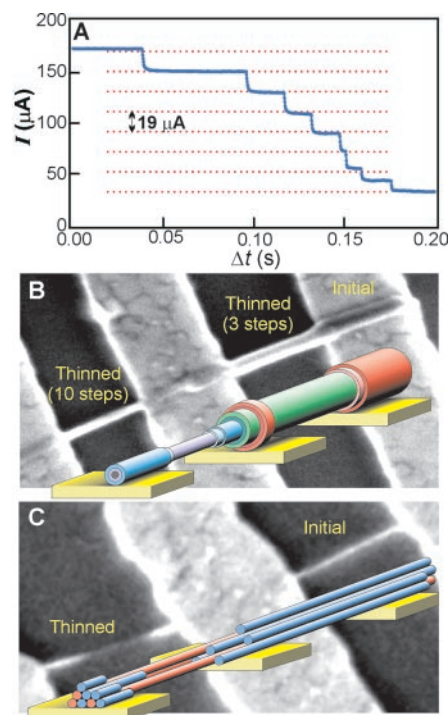 A
200
150
100
50
0
I (μA)
19 μA
0.00 0.05 0.10 0.15 0.20
Δt (s)
B
Initial
Thinned
(3 steps)
Thinned
(10 steps)
C
Initial
Thinned